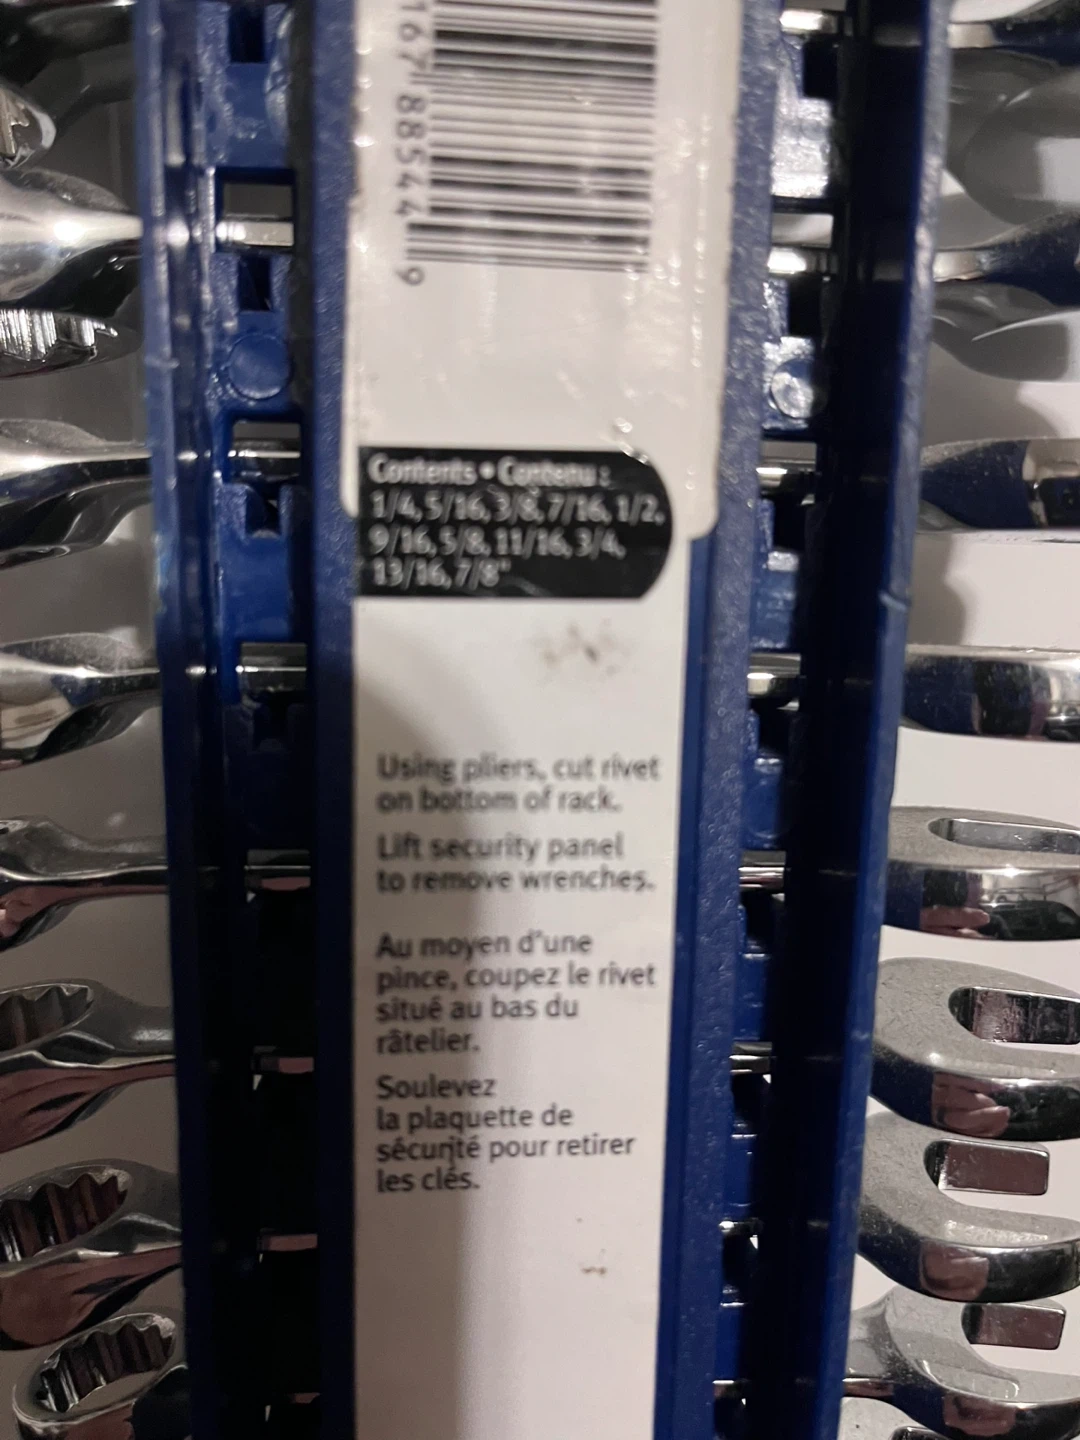 167 88544 9
Contents • Contenu :
1/4, 5/16, 3/8, 7/16, 1/2,
9/16, 5/8, 11/16, 3/4,
13/16, 7/8"
Using pliers, cut rivet
on bottom of rack.
Lift security panel
to remove wrenches.
Au moyen d'une
pince, coupez le rivet
situé au bas du
râtelier.
Soulevez
la plaquette de
sécurité pour retirer
les clés.